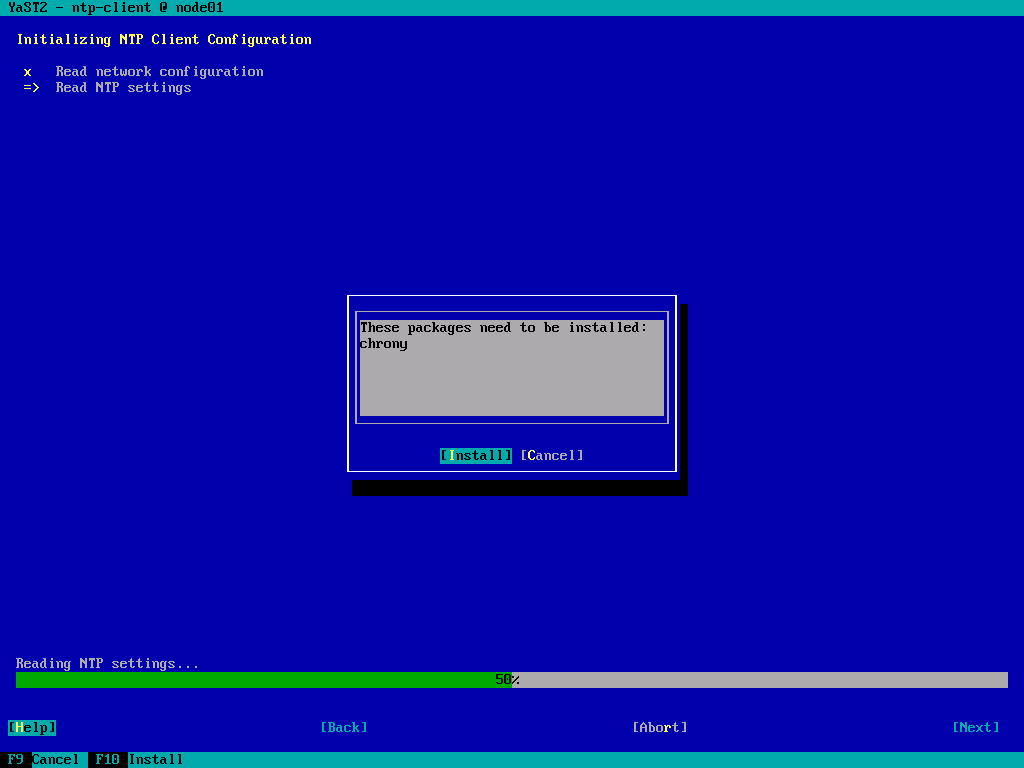 YaST2 - ntp-client @ node01
Initializing NTP Client Configuration
x Read network configuration
=> Read NTP settings
These packages need to be installed:
chrony
[Install] [Cancel]
Reading NTP settings...
50%
[Help] [Back] [Abort] [Next]
F9 Cancel F10 Install